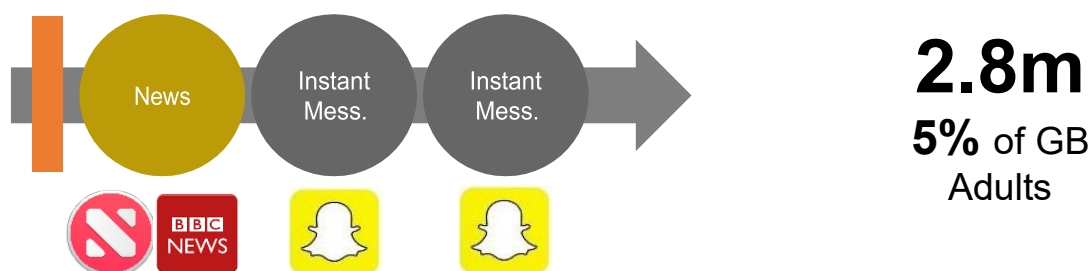 News
Instant
Mess.
Instant
Mess.
BBC
NEWS
2.8m
5% of GB
Adults